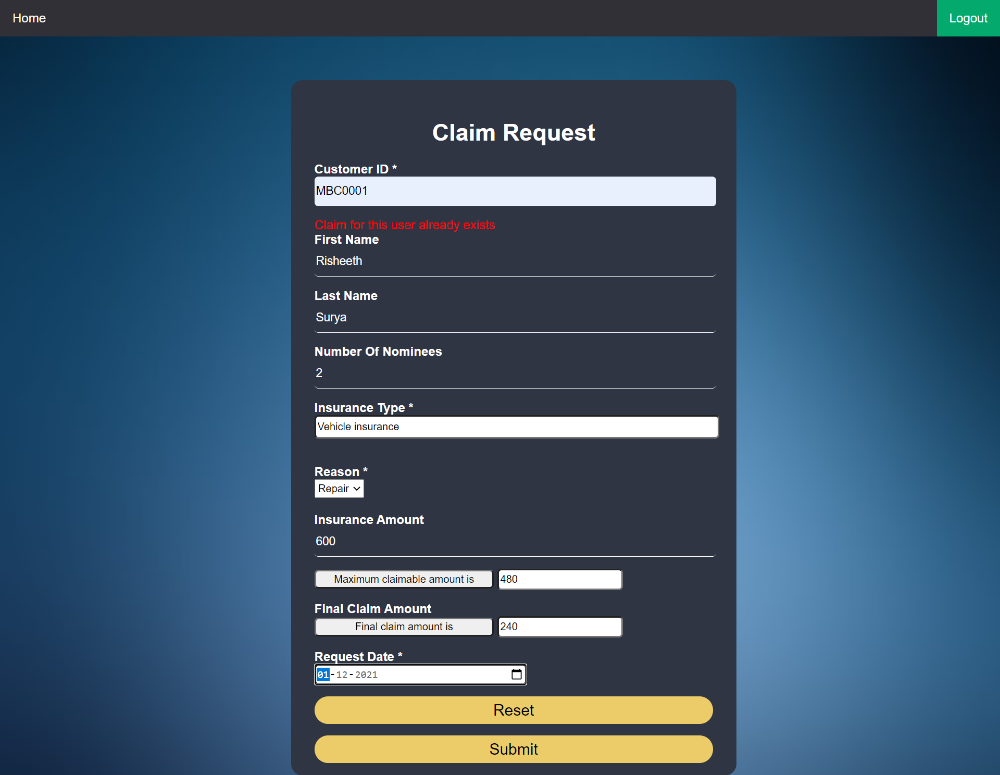 Home
Logout
Claim Request
Customer ID *
MBC0001
Claim for this user already exists
First Name
Risheeth
Last Name
Surya
Number Of Nominees
2
Insurance Type *
Vehicle insurance
Reason *
Repair
Insurance Amount
600
Maximum claimable amount is 480
Final Claim Amount
Final claim amount is 240
Request Date *
01-12-2021
Reset
Submit